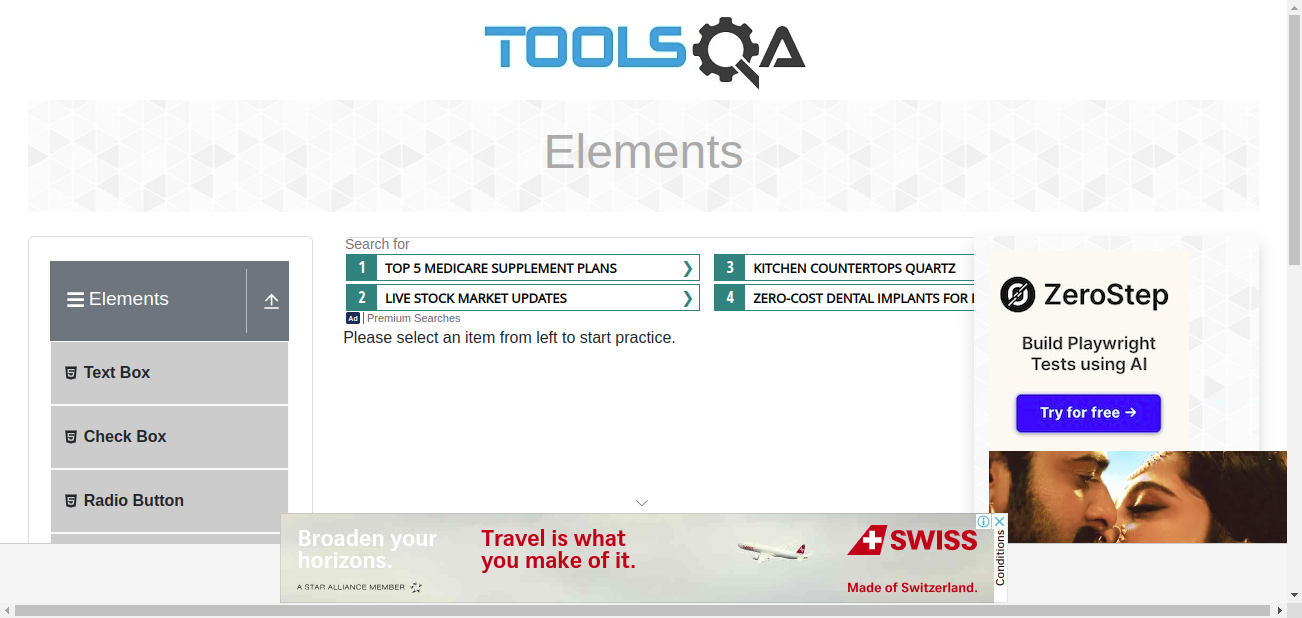 TOOLSQA
Elements
Elements
Text Box
Check Box
Radio Button
Search for
1 TOP 5 MEDICARE SUPPLEMENT PLANS
2 LIVE STOCK MARKET UPDATES
3 KITCHEN COUNTERTOPS QUARTZ
4 ZERO-COST DENTAL IMPLANTS FOR
Ad Premium Searches
Please select an item from left to start practice.
ZeroStep
Build Playwright
Tests using AI
Try for free →
Broaden your
horizons.
A STAR ALLIANCE MEMBER
Travel is what
you make of it.
SWISS
Made of Switzerland.
Conditions